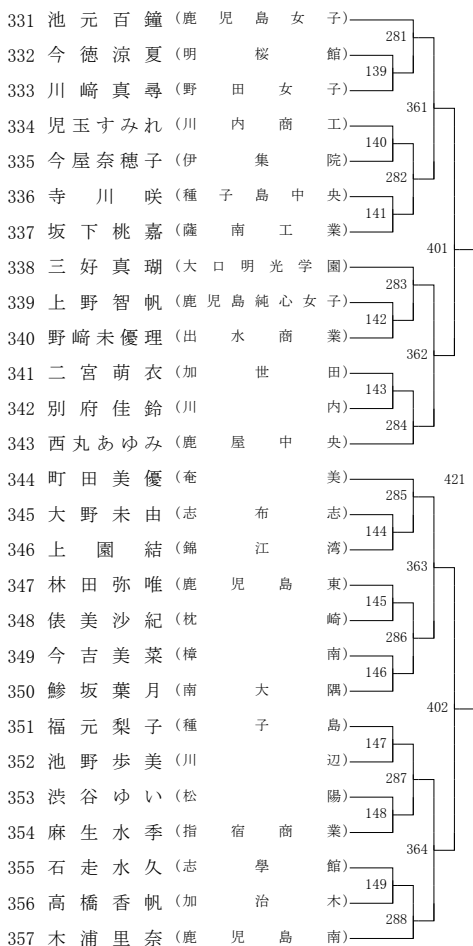 331 池元百鐘 (鹿児島女子)
281
332 今徳涼夏 (明桜館)
139
333 川﨑真尋 (野田女子)
361
334 児玉すみれ (川内商工)
140
335 今屋奈穂子 (伊集院)
282
336 寺川咲 (種子島中央)
141
337 坂下桃嘉 (薩南工業)
401
338 三好真瑚 (大口明光学園)
283
339 上野智帆 (鹿児島純心女子)
142
340 野﨑未優理 (出水商業)
362
341 二宮萌衣 (加世田)
143
342 別府佳鈴 (川内)
284
343 西丸あゆみ (鹿屋中央)
344 町田美優 (奄美)
421
285
345 大野未由 (志布志)
144
346 上園結 (錦江湾)
363
347 林田弥唯 (鹿児島東)
145
348 俵美沙紀 (枕崎)
286
349 今吉美菜 (樟南)
146
350 鰺坂葉月 (南大隅)
402
351 福元梨子 (種子島)
147
352 池野歩美 (川辺)
287
353 渋谷ゆい (松陽)
148
354 麻生水季 (指宿商業)
364
355 石走水久 (志學館)
149
356 高橋香帆 (加治木)
288
357 木浦里奈 (鹿児島南)